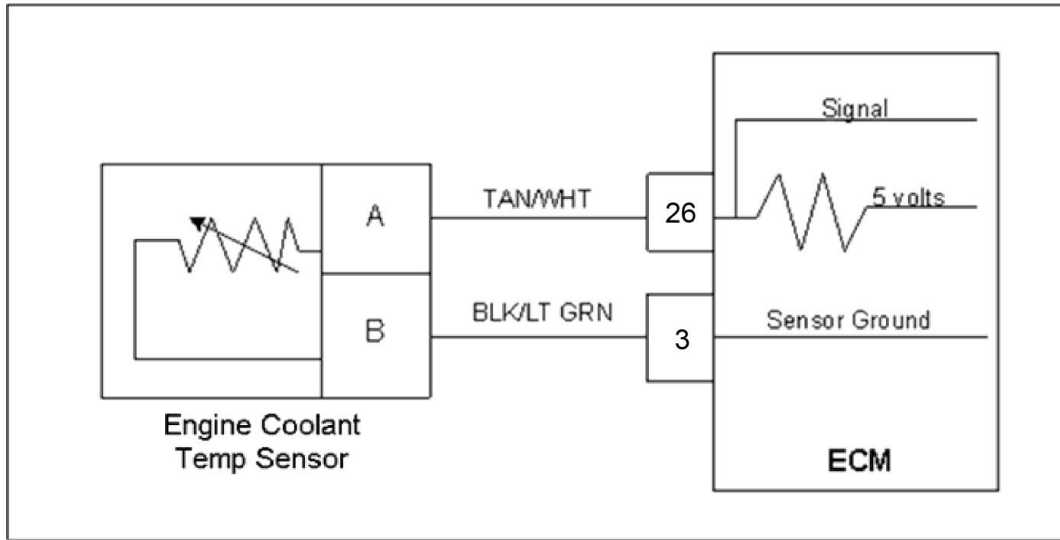 Signal
A
TAN/WHT
26
5 volts
B
BLK/LT GRN
3
Sensor Ground
Engine Coolant
Temp Sensor
ECM